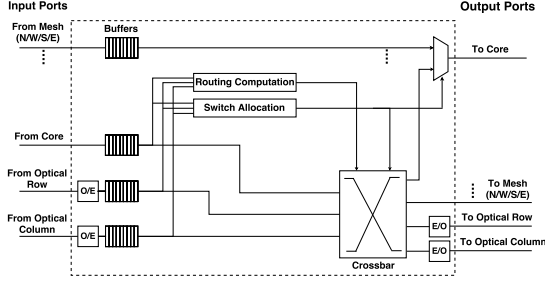 Input Ports
Output Ports
From Mesh
(N/W/S/E)
Buffers
To Core
Routing Computation
Switch Allocation
From Core
From Optical
Row
O/E
To Mesh
(N/W/S/E)
To Optical Row
E/O
From Optical
Column
O/E
To Optical Column
E/O
Crossbar